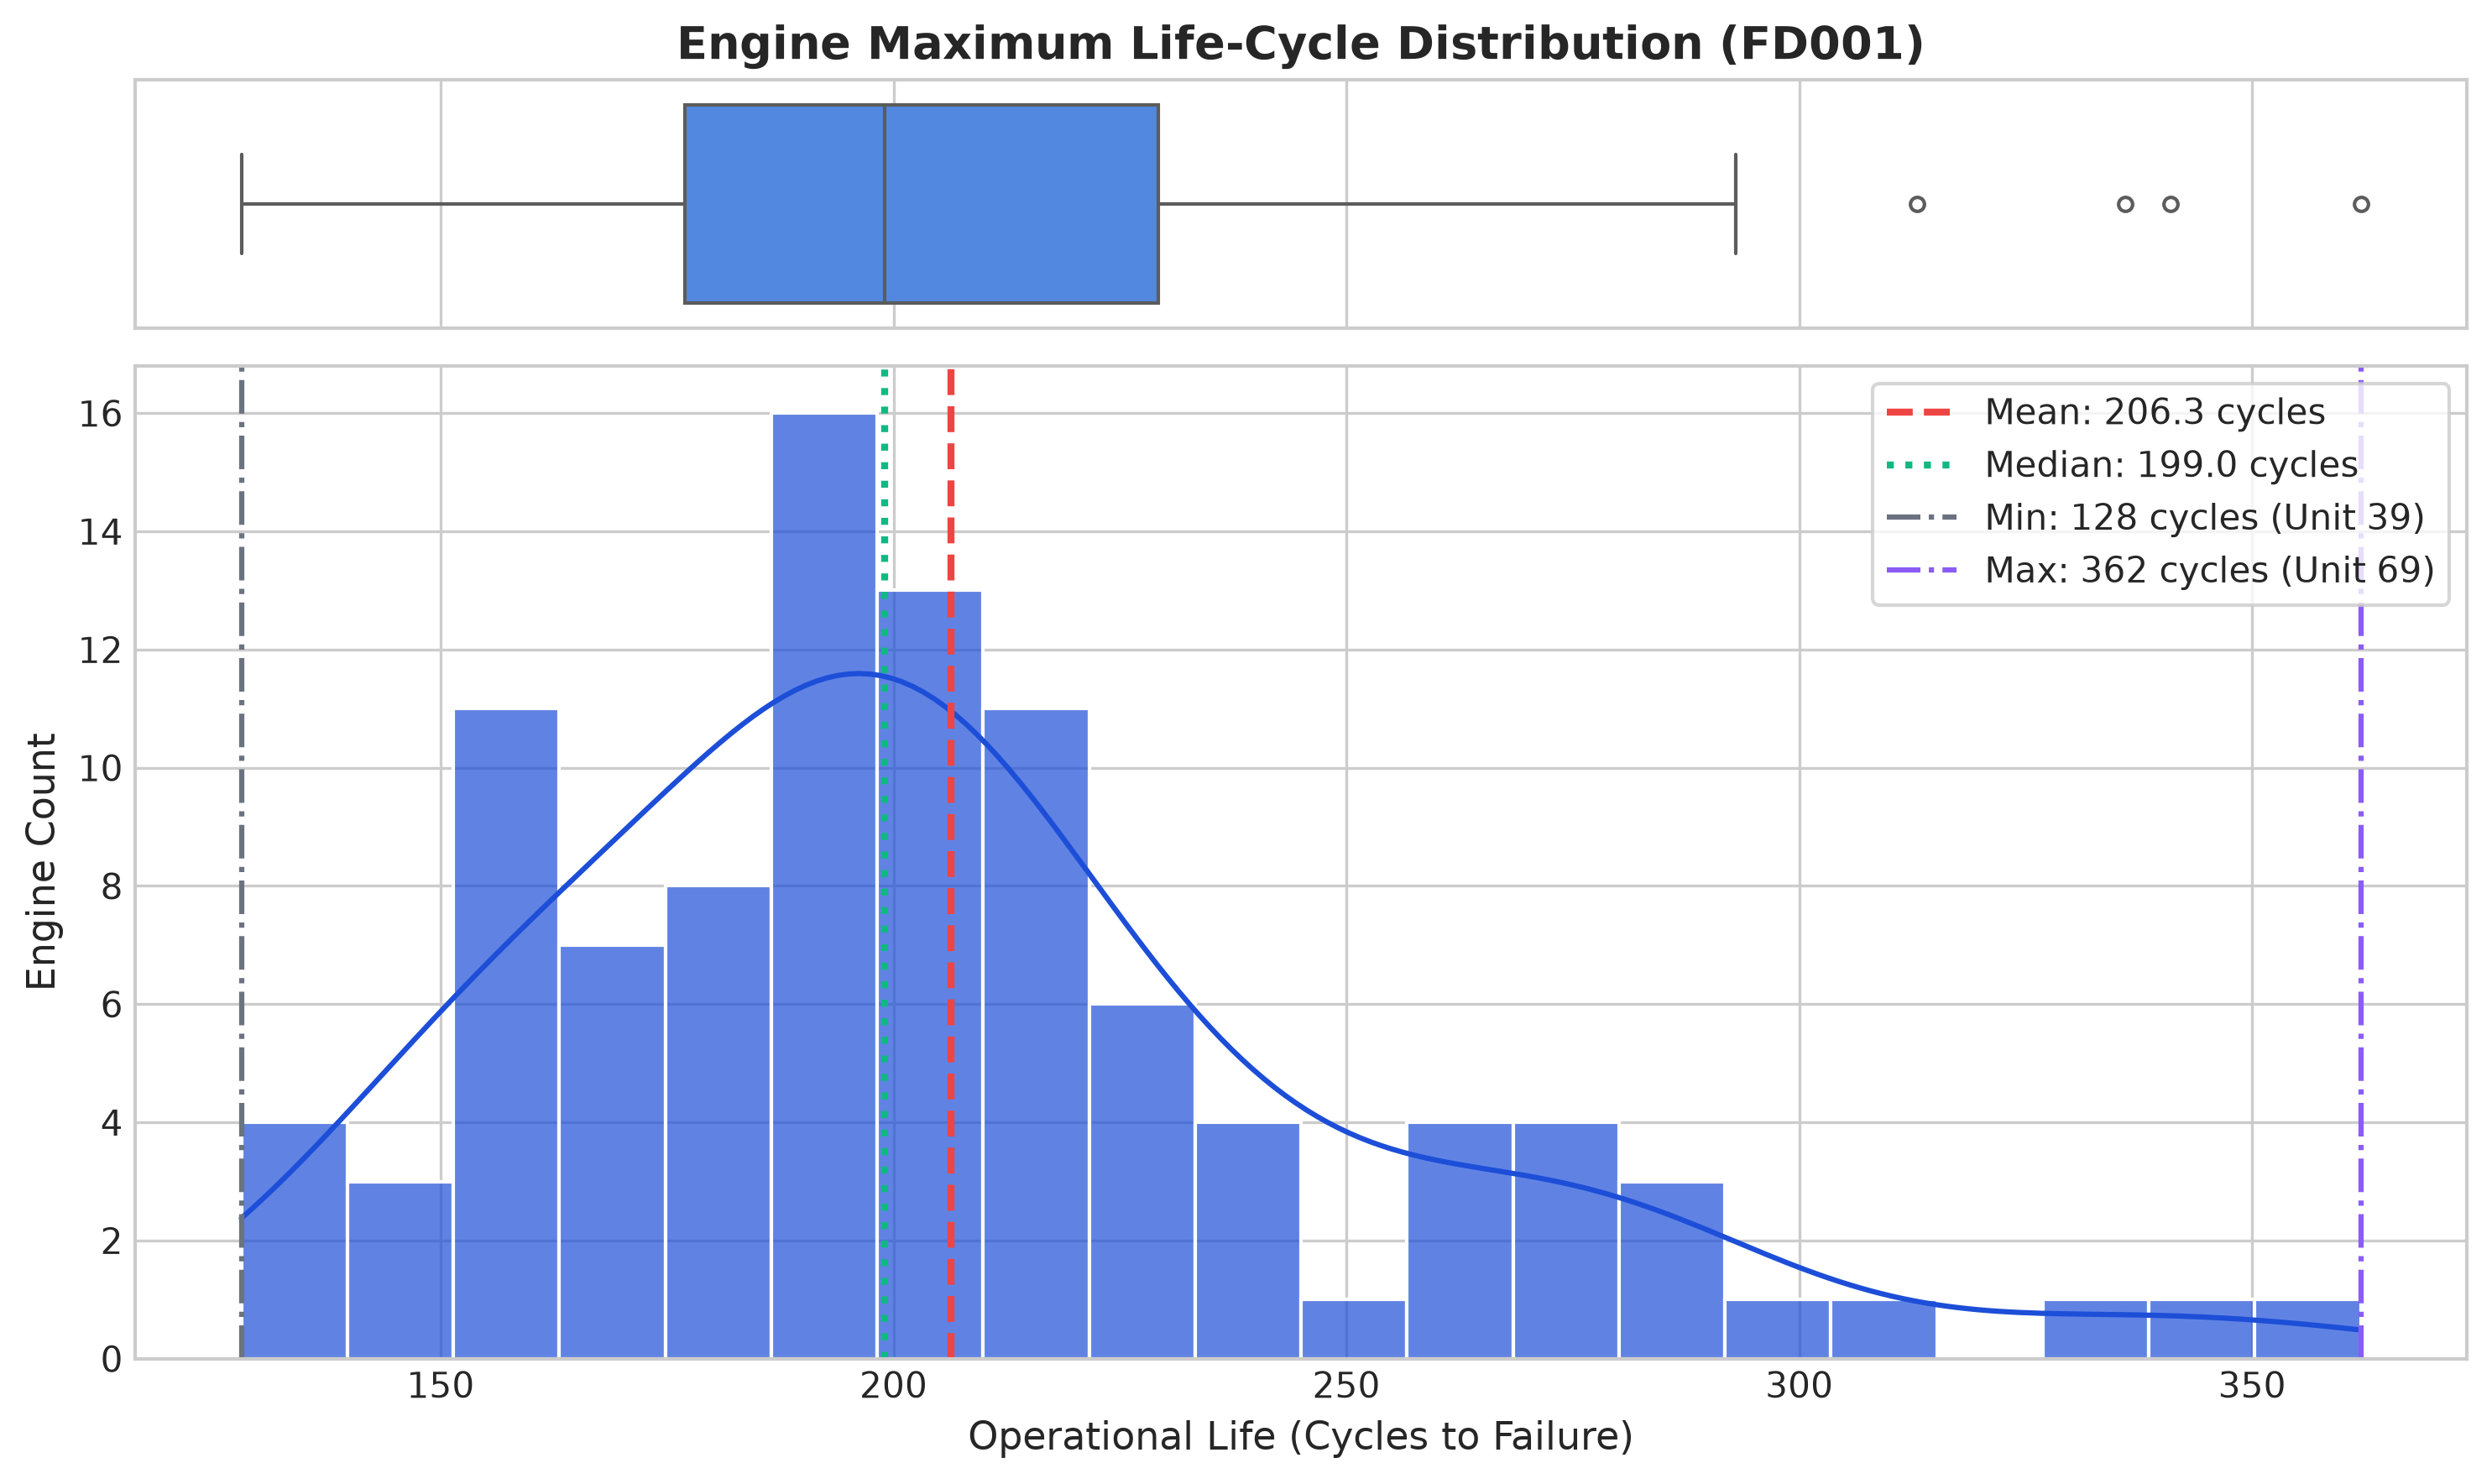 Engine Maximum Life-Cycle Distribution (FD001)
Mean: 206.3 cycles
Median: 199.0 cycles
Min: 128 cycles (Unit 39)
Max: 362 cycles (Unit 69)
Engine Count
16
14
12
10
8
6
4
2
0
150 200 250 300 350
Operational Life (Cycles to Failure)